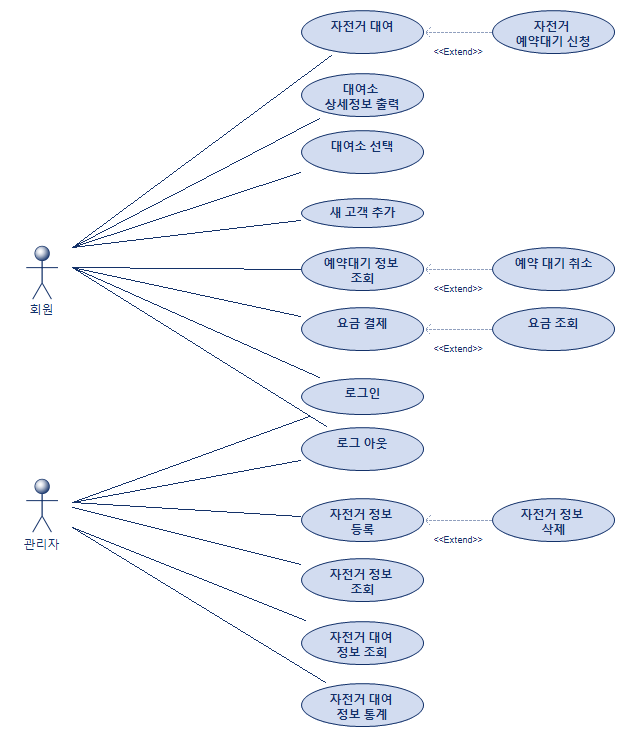 자전거 대여
<<Extend>>
자전거
예약대기 신청
대여소
상세정보 출력
대여소 선택
새 고객 추가
회원
예약대기 정보
조회
<<Extend>>
예약 대기 취소
요금 결제
<<Extend>>
요금 조회
로그인
로그 아웃
관리자
자전거 정보
등록
<<Extend>>
자전거 정보
삭제
자전거 정보
조회
자전거 대여
정보 조회
자전거 대여
정보 통계